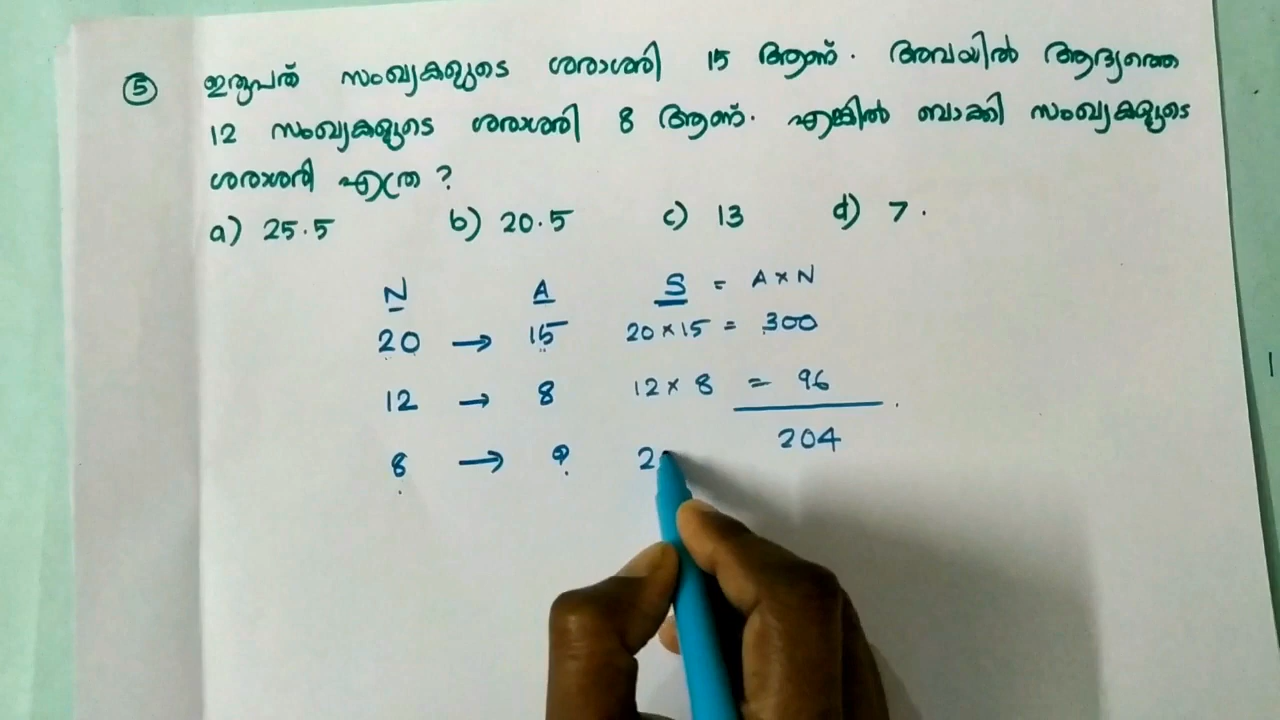 ⑤ ഇരുപത് സംഖ്യകളുടെ ശരാശരി 15 ആണ്. അവയിൽ ആദ്യത്തെ
12 സംഖ്യകളുടെ ശരാശരി 8 ആണ്. എങ്കിൽ ബാക്കി സംഖ്യകളുടെ
ശരാശരി എത്ര ?
a) 25.5 b) 20.5 c) 13 d) 7.
N A S = A×N
20 → 15 20×15 = 300
12 → 8 12×8 = 96
204
8 → ? 20